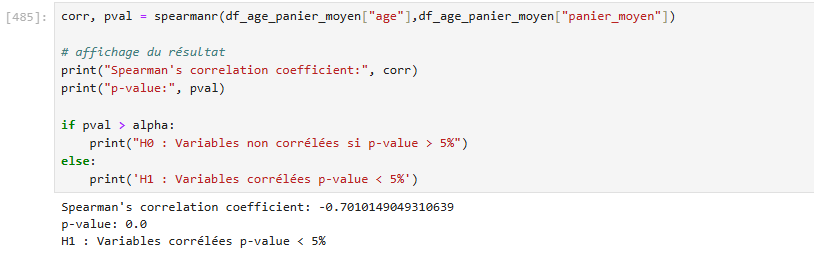 [485]: corr, pval = spearmanr(df_age_panier_moyen["age"],df_age_panier_moyen["panier_moyen"])
# affichage du résultat
print("Spearman's correlation coefficient:", corr)
print("p-value:", pval)
if pval > alpha:
    print("H0 : Variables non corrélées si p-value > 5%")
else:
    print('H1 : Variables corrélées p-value < 5%')
Spearman's correlation coefficient: -0.7010149049310639
p-value: 0.0
H1 : Variables corrélées p-value < 5%